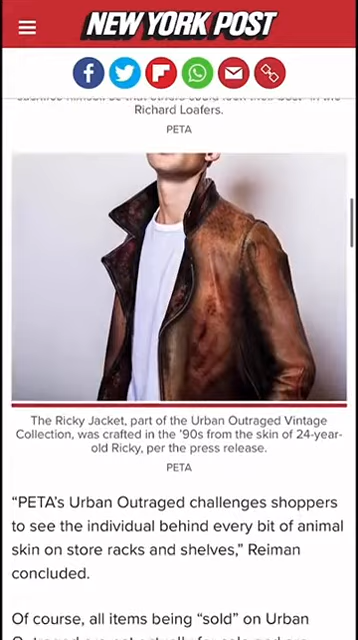 NEW YORK POST
Richard Loafers.
PETA
The Ricky Jacket, part of the Urban Outraged Vintage
Collection, was crafted in the '90s from the skin of 24-year-
old Ricky, per the press release.
PETA
“PETA’s Urban Outraged challenges shoppers
to see the individual behind every bit of animal
skin on store racks and shelves,” Reiman
concluded.
Of course, all items being “sold” on Urban